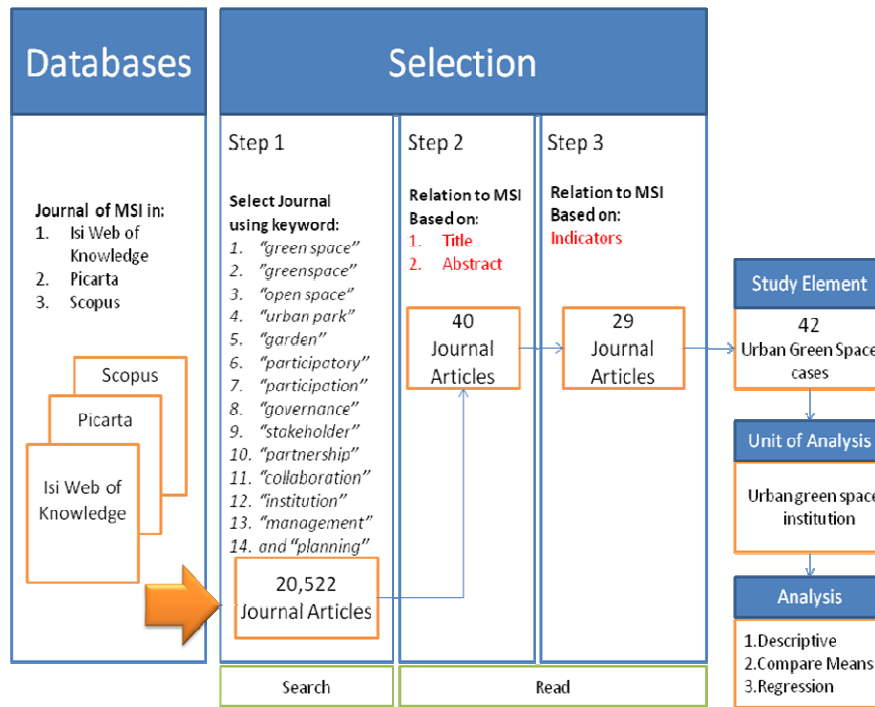 Databases
Journal of MSI in:
1. Isi Web of
Knowledge
2. Picarta
3. Scopus
Scopus
Picarta
Isi Web of
Knowledge
Selection
Step 1
Select Journal
using keyword:
1. “green space”
2. “greenspace”
3. “open space”
4. “urban park”
5. “garden”
6. “participatory”
7. “participation”
8. “governance”
9. “stakeholder”
10. “partnership”
11. “collaboration”
12. “institution”
13. “management”
14. and “planning”
20,522
Journal Articles
Search
Step 2
Relation to MSI
Based on:
1. Title
2. Abstract
40
Journal
Articles
Step 3
Relation to MSI
Based on:
Indicators
29
Journal
Articles
Read
Study Element
42
Urban Green Space
cases
Unit of Analysis
Urban green space
institution
Analysis
1.Descriptive
2.Compare Means
3.Regression